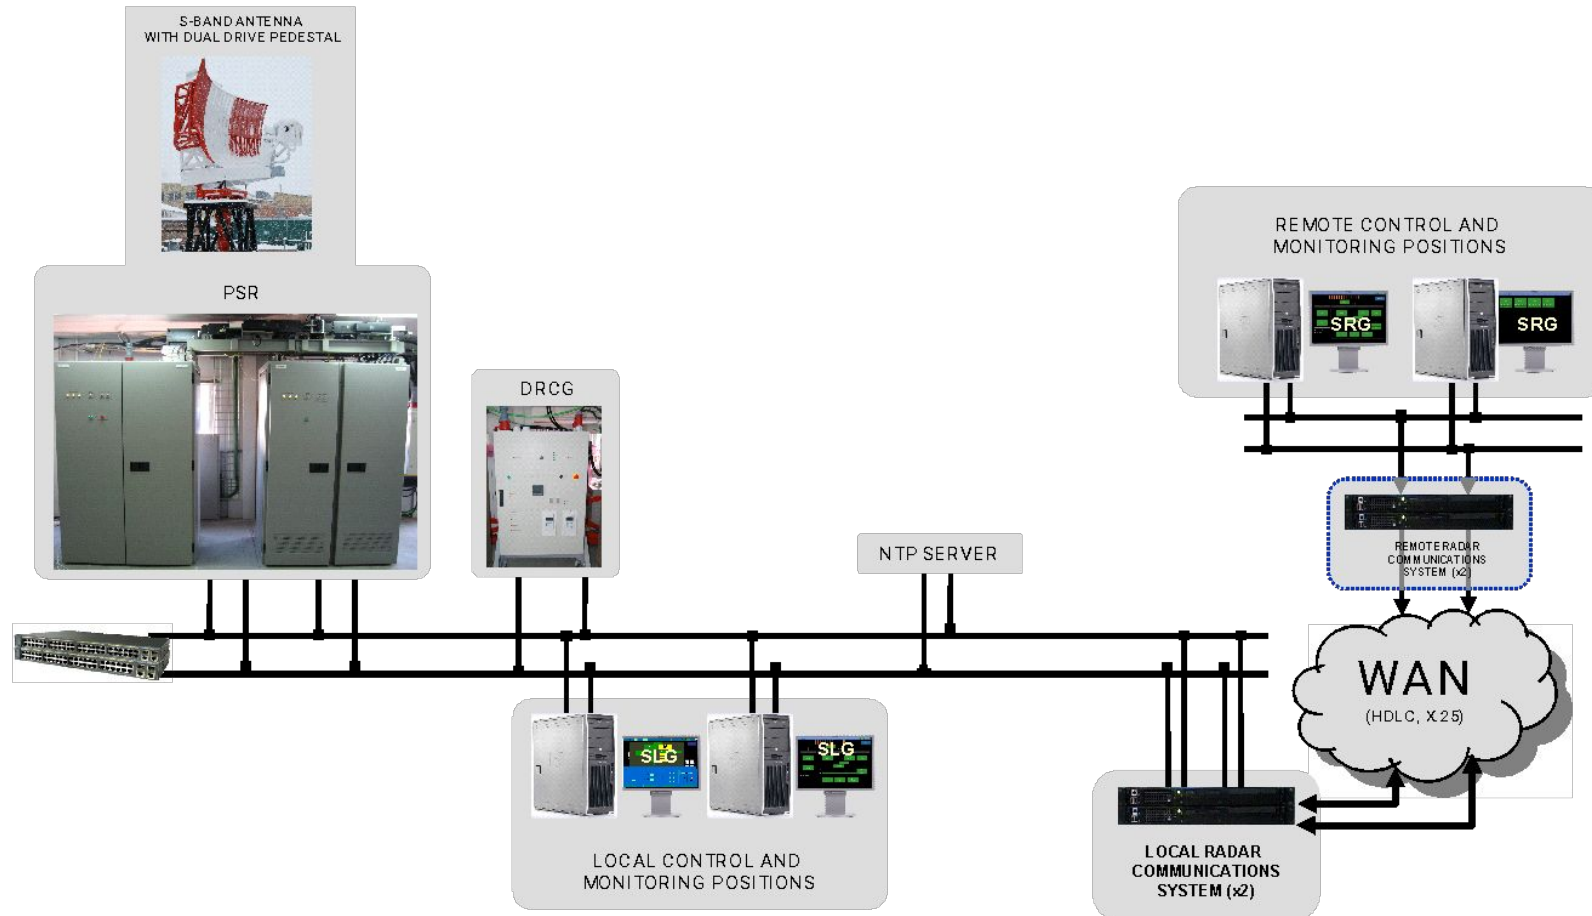 S-BAND ANTENNA
WITH DUAL DRIVE PEDESTAL
PSR
DRCG
NTP SERVER
REMOTE CONTROL AND
MONITORING POSITIONS
SRG
SRG
REMOTE RADAR
COMMUNICATIONS
SYSTEM (x2)
WAN
(HDLC, X.25)
SLG
SLG
LOCAL CONTROL AND
MONITORING POSITIONS
LOCAL RADAR
COMMUNICATIONS
SYSTEM (x2)